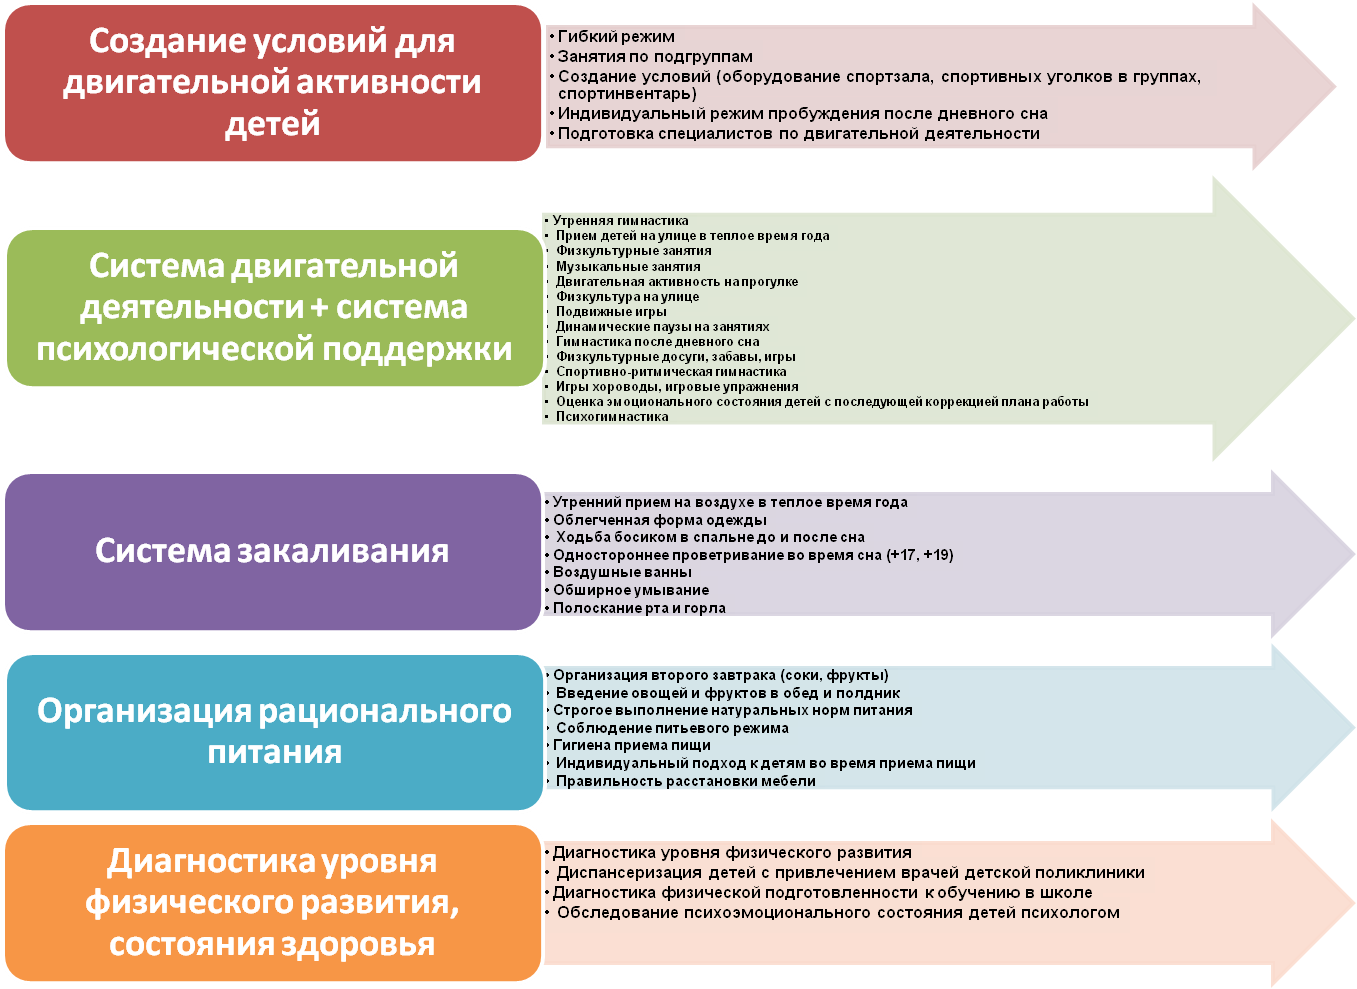 Создание условий для
двигательной активности
детей
• Гибкий режим
• Занятия по подгруппам
• Создание условий (оборудование спортзала, спортивных уголков в группах,
спортинвентарь)
• Индивидуальный режим пробуждения после дневного сна
• Подготовка специалистов по двигательной деятельности
Система двигательной
деятельности + система
психологической поддержки
• Утренняя гимнастика
• Прием детей на улице в теплое время года
• Физкультурные занятия
• Музыкальные занятия
• Двигательная активность на прогулке
• Физкультура на улице
• Подвижные игры
• Динамические паузы на занятиях
• Гимнастика после дневного сна
• Физкультурные досуги, забавы, игры
• Спортивно-ритмическая гимнастика
• Игры хороводы, игровые упражнения
• Оценка эмоционального состояния детей с последующей коррекцией плана работы
• Психогимнастика
Система закаливания
• Утренний прием на воздухе в теплое время года
• Облегченная форма одежды
• Ходьба босиком в спальне до и после сна
• Одностороннее проветривание во время сна (+17, +19)
• Воздушные ванны
• Обширное умывание
• Полоскание рта и горла
Организация рационального
питания
• Организация второго завтрака (соки, фрукты)
• Введение овощей и фруктов в обед и полдник
• Строгое выполнение натуральных норм питания
• Соблюдение питьевого режима
• Гигиена приема пищи
• Индивидуальный подход к детям во время приема пищи
• Правильность расстановки мебели
Диагностика уровня
физического развития,
состояния здоровья
• Диагностика уровня физического развития
• Диспансеризация детей с привлечением врачей детской поликлиники
• Диагностика физической подготовленности к обучению в школе
• Обследование психоэмоционального состояния детей психологом